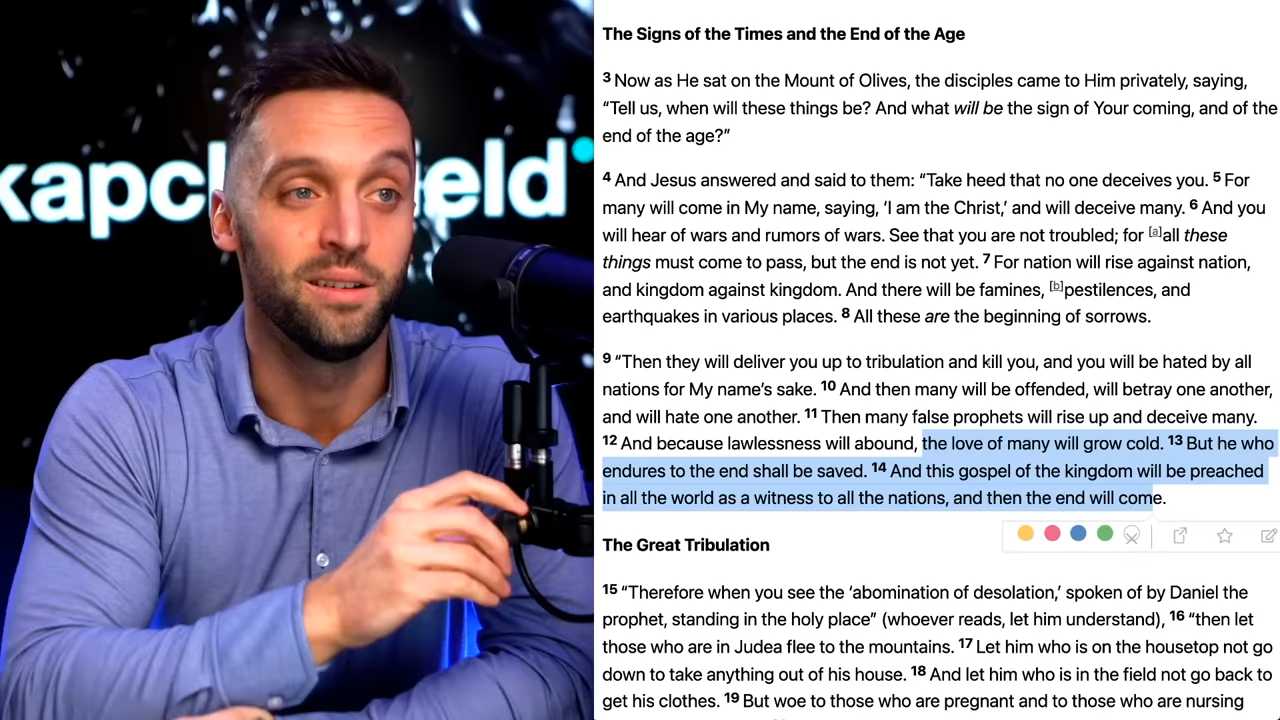 kapch
ield
The Signs of the Times and the End of the Age
3 Now as He sat on the Mount of Olives, the disciples came to Him privately, saying,
“Tell us, when will these things be? And what will be the sign of Your coming, and of the
end of the age?”
4 And Jesus answered and said to them: “Take heed that no one deceives you. 5 For
many will come in My name, saying, ‘I am the Christ,’ and will deceive many. 6 And you
will hear of wars and rumors of wars. See that you are not troubled; for [a]all these
things must come to pass, but the end is not yet. 7 For nation will rise against nation,
and kingdom against kingdom. And there will be famines, [b]pestilences, and
earthquakes in various places. 8 All these are the beginning of sorrows.
9 “Then they will deliver you up to tribulation and kill you, and you will be hated by all
nations for My name’s sake. 10 And then many will be offended, will betray one another,
and will hate one another. 11 Then many false prophets will rise up and deceive many.
12 And because lawlessness will abound, the love of many will grow cold. 13 But he who
endures to the end shall be saved. 14 And this gospel of the kingdom will be preached
in all the world as a witness to all the nations, and then the end will come.
The Great Tribulation
15 “Therefore when you see the ‘abomination of desolation,’ spoken of by Daniel the
prophet, standing in the holy place” (whoever reads, let him understand), 16 “then let
those who are in Judea flee to the mountains. 17 Let him who is on the housetop not go
down to take anything out of his house. 18 And let him who is in the field not go back to
get his clothes. 19 But woe to those who are pregnant and to those who are nursing